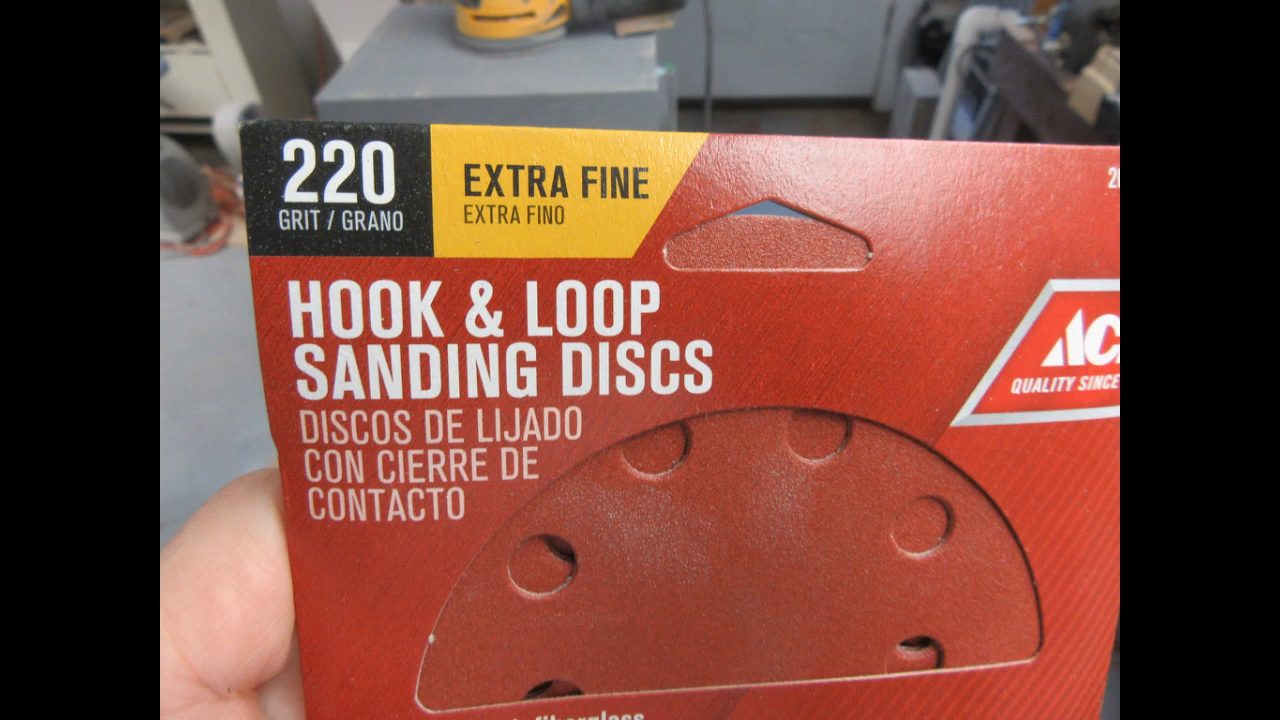 220
GRIT / GRANO
EXTRA FINE
EXTRA FINO
HOOK & LOOP
SANDING DISCS
DISCOS DE LIJADO
CON CIERRE DE
CONTACTO
QUALITY SINCE
fiberglass